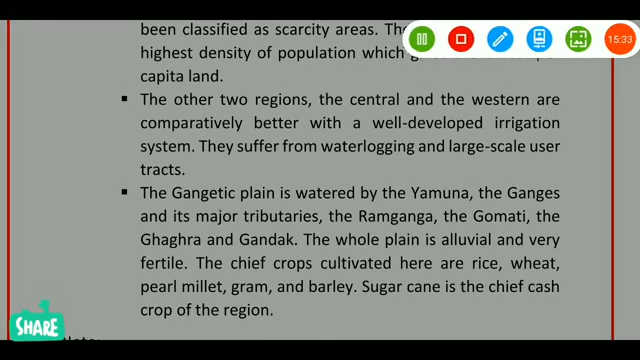 been classified as scarcity areas. The
highest density of population which
capita land.
15:33
▪ The other two regions, the central and the western are
comparatively better with a well-developed irrigation
system. They suffer from waterlogging and large-scale user
tracts.
▪ The Gangetic plain is watered by the Yamuna, the Ganges
and its major tributaries, the Ramganga, the Gomati, the
Ghaghra and Gandak. The whole plain is alluvial and very
fertile. The chief crops cultivated here are rice, wheat,
pearl millet, gram, and barley. Sugar cane is the chief cash
crop of the region.
SHARE